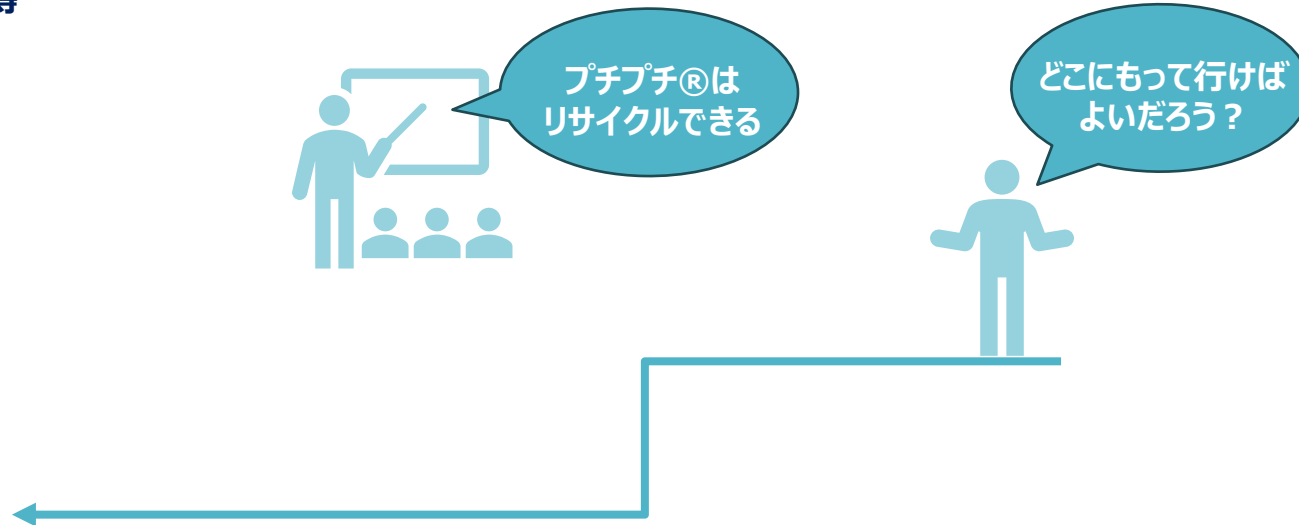 プチプチ®は
リサイクルできる
どこにもって行けば
よいだろう？